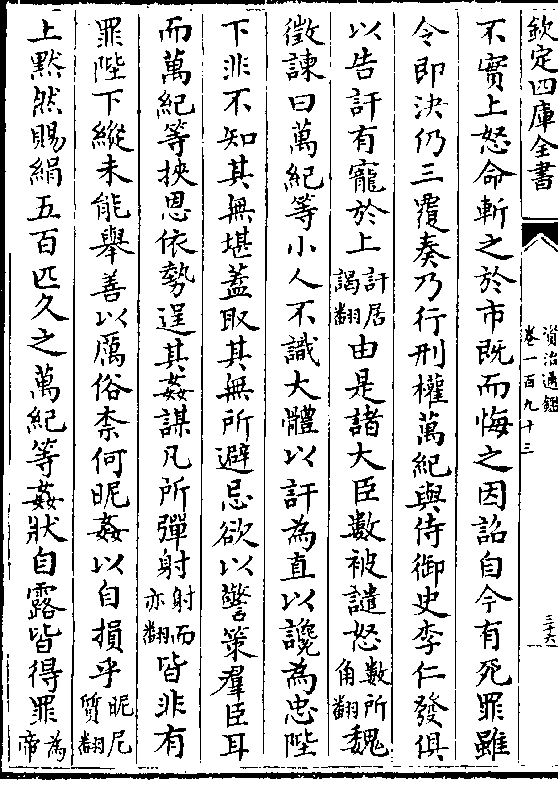 欽定四庫全書
資治通鑑
卷一百九十三
三十六
不實上怒命斬之於市既而悔之因詔自今有死罪雖
令即決仍三覆奏乃行刑權萬紀與侍御史李仁發俱
以告訐有寵於上訐居謁翻由是諸大臣數被譴怒數所角翻魏
徵諫曰萬紀等小人不識大體以訐為直以讒為忠陛
下非不知其無堪蓋取其無所避忌欲以警策羣臣耳
而萬紀等挾恩依勢逞其姦謀凡所彈射射而亦翻皆非有
罪陛下縱未能舉善以厲俗柰何昵姦以自損乎昵尼質翻
上黙然賜絹五百匹久之萬紀等姦狀自露皆得罪為帝